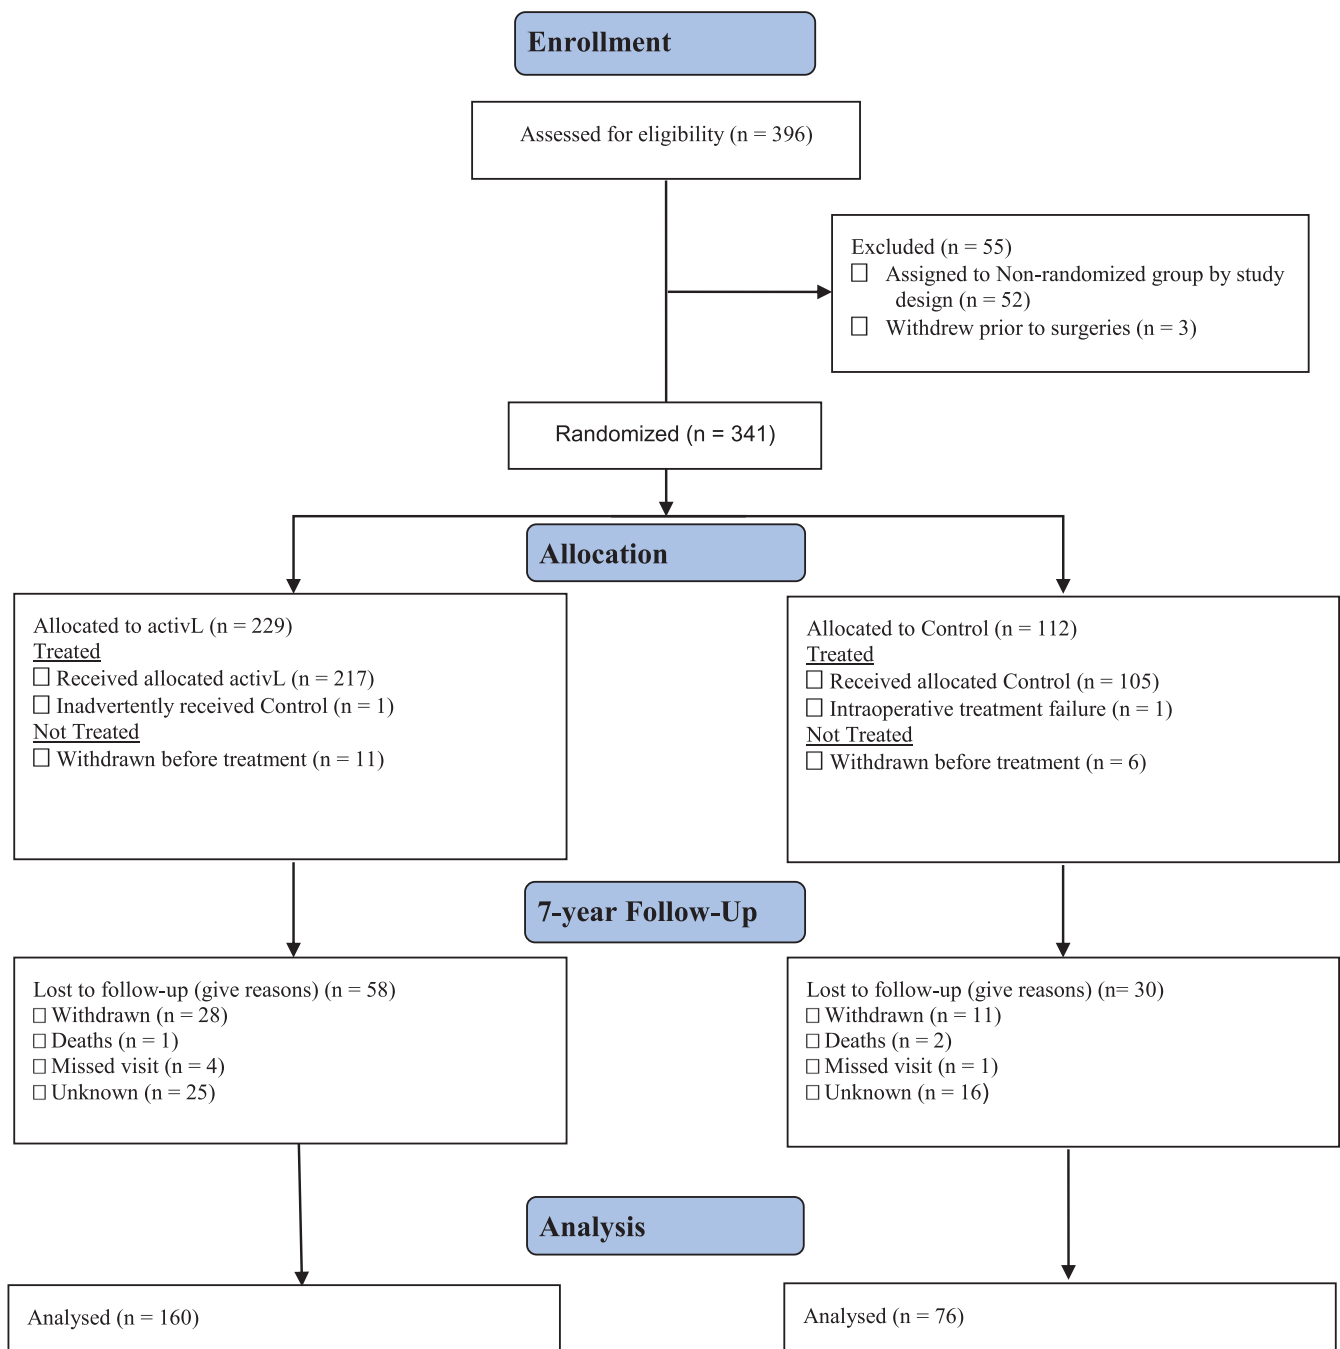 Enrollment
Assessed for eligibility (n = 396)
Excluded (n = 55)
☐ Assigned to Non-randomized group by study
design (n = 52)
☐ Withdrew prior to surgeries (n = 3)
Randomized (n = 341)
Allocation
Allocated to activL (n = 229)
Treated
☐ Received allocated activL (n = 217)
☐ Inadvertently received Control (n = 1)
Not Treated
☐ Withdrawn before treatment (n = 11)
Allocated to Control (n = 112)
Treated
☐ Received allocated Control (n = 105)
☐ Intraoperative treatment failure (n = 1)
Not Treated
☐ Withdrawn before treatment (n = 6)
7-year Follow-Up
Lost to follow-up (give reasons) (n = 58)
☐ Withdrawn (n = 28)
☐ Deaths (n = 1)
☐ Missed visit (n = 4)
☐ Unknown (n = 25)
Lost to follow-up (give reasons) (n= 30)
☐ Withdrawn (n = 11)
☐ Deaths (n = 2)
☐ Missed visit (n = 1)
☐ Unknown (n = 16)
Analysis
Analysed (n = 160)
Analysed (n = 76)